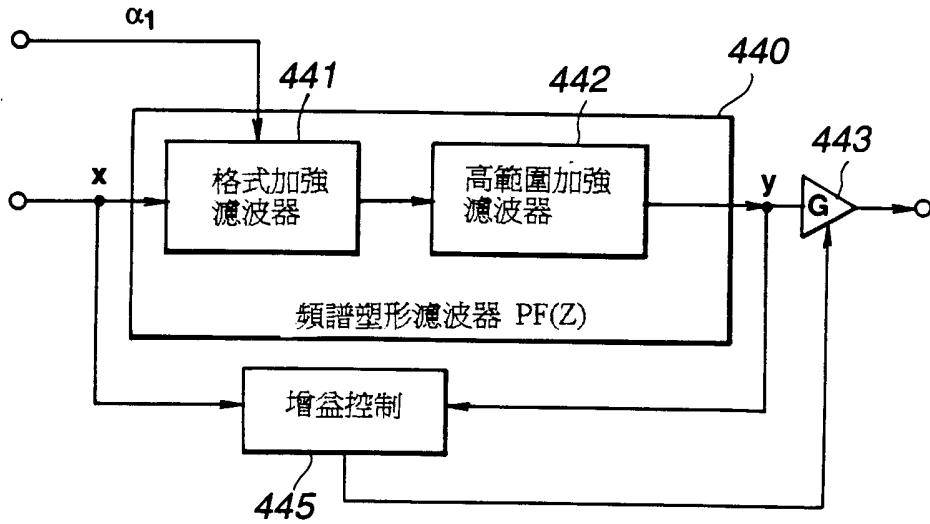 α1
441
442
440
443
x
格式加強
濾波器
高範圍加強
濾波器
y
G
頻譜塑形濾波器 PF(Z)
增益控制
445